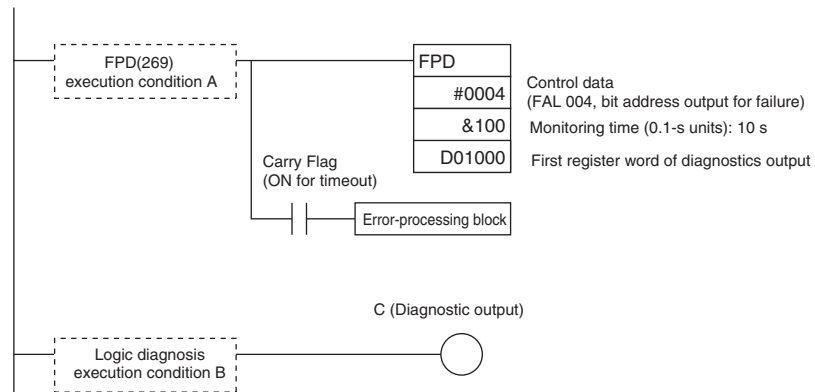 FPD(269)
execution condition A
FPD
#0004
Control data
(FAL 004, bit address output for failure)
&100
Monitoring time (0.1-s units): 10 s
D01000
First register word of diagnostics output
Carry Flag
(ON for timeout)
Error-processing block
C (Diagnostic output)
Logic diagnosis
execution condition B